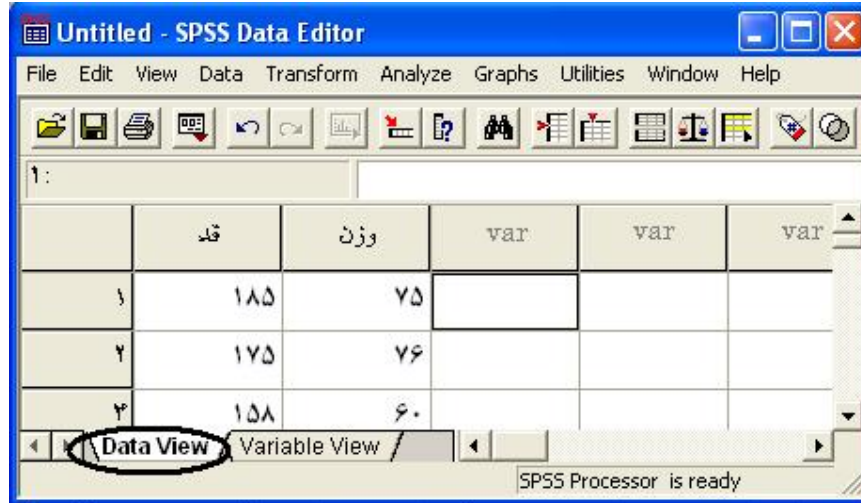 Untitled - SPSS Data Editor
File Edit View Data Transform Analyze Graphs Utilities Window Help
۱:
قد وزن var var var
۱ ۱۸۵ ۷۵
۲ ۱۷۵ ۷۶
۳ ۱۵۸ ۶۰
Data View Variable View
SPSS Processor is ready